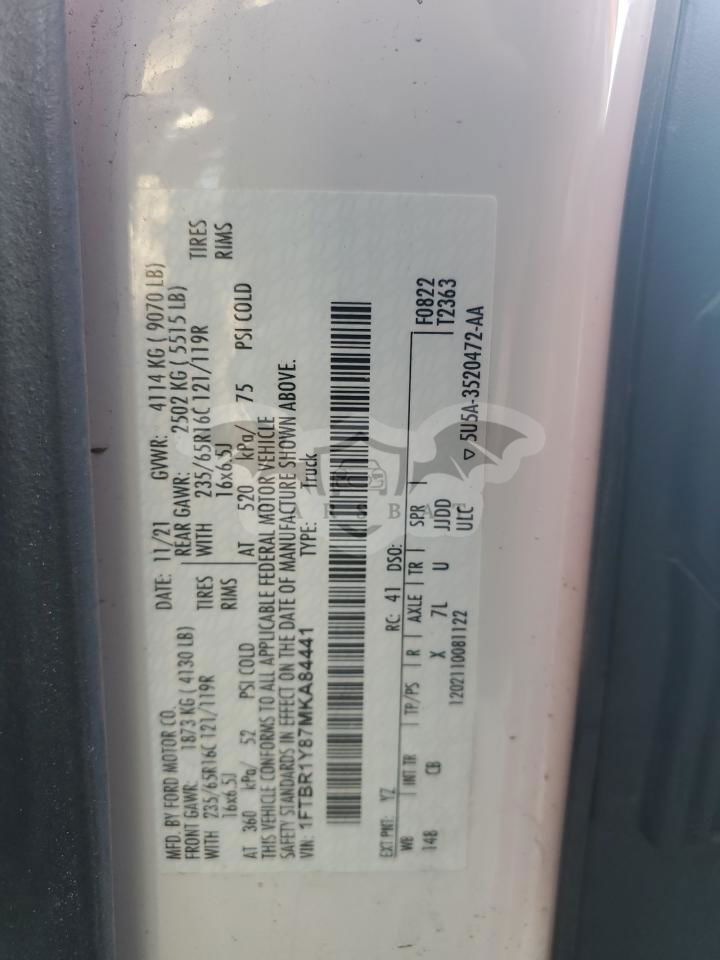 MFD. BY FORD MOTOR CO. DATE: 11/21 GVWR: 4114 KG ( 9070 LB)
FRONT GAWR: 1873 KG ( 4130 LB) REAR GAWR: 2502 KG ( 5515 LB)
WITH 235/65R16C 121/119R TIRES WITH 235/65R16C 121/119R TIRES
16x6.5J RIMS 16x6.5J RIMS
AT 360 kPa/ 52 PSI COLD AT 520 kPa/ 75 PSI COLD
THIS VEHICLE CONFORMS TO ALL APPLICABLE FEDERAL MOTOR VEHICLE
SAFETY STANDARDS IN EFFECT ON THE DATE OF MANUFACTURE SHOWN ABOVE.
VIN: 1FTBR1Y87MKA84441 TYPE: Truck
EXT PNT: YZ RC: 41 DSO: F0822
WB INT TR TP/PS R AXLE TR SPR T2363
148 CB X 7L U JJDD
1202110081122 ULC ▽ 5U5A-3520472-AA